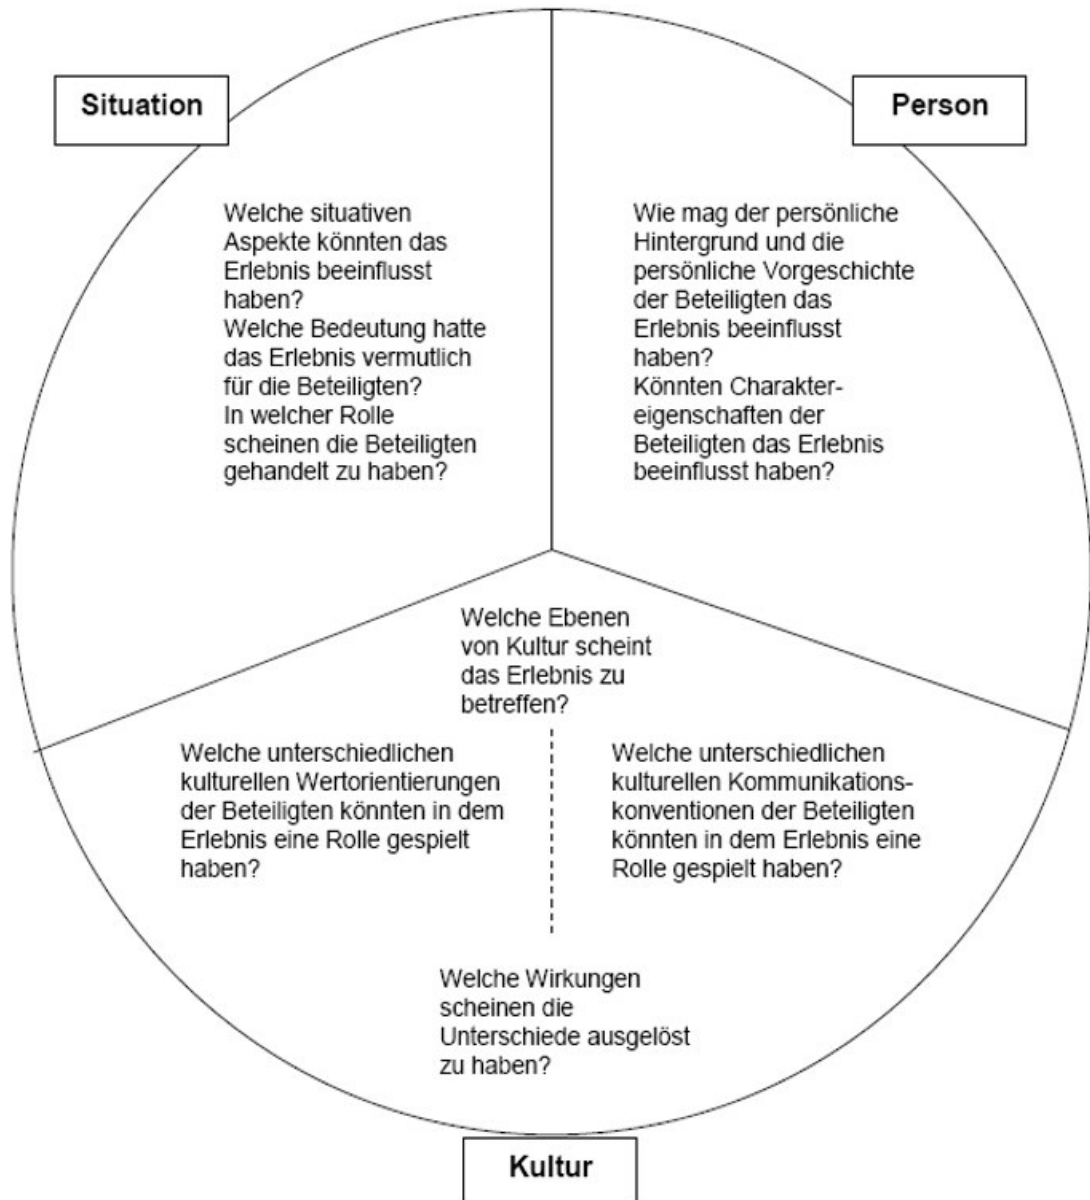 Situation
Person
Welche situativen
Aspekte könnten das
Erlebnis beeinflusst
haben?
Welche Bedeutung hatte
das Erlebnis vermutlich
für die Beteiligten?
In welcher Rolle
scheinen die Beteiligten
gehandelt zu haben?
Wie mag der persönliche
Hintergrund und die
persönliche Vorgeschichte
der Beteiligten das
Erlebnis beeinflusst
haben?
Könnten Charakter-
eigenschaften der
Beteiligten das Erlebnis
beeinflusst haben?
Welche Ebenen
von Kultur scheint
das Erlebnis zu
betreffen?
Welche unterschiedlichen
kulturellen Wertorientierungen
der Beteiligten könnten in dem
Erlebnis eine Rolle gespielt
haben?
Welche unterschiedlichen
kulturellen Kommunikations-
konventionen der Beteiligten
könnten in dem Erlebnis eine
Rolle gespielt haben?
Welche Wirkungen
scheinen die
Unterschiede ausgelöst
zu haben?
Kultur